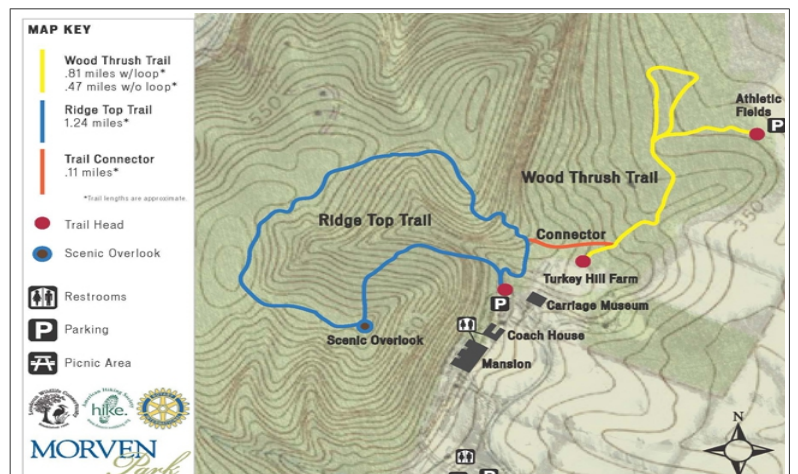 MAP KEY
Wood Thrush Trail
.81 miles w/loop*
.47 miles w/o loop*
Ridge Top Trail
1.24 miles*
Trail Connector
.11 miles*
*Trail lengths are approximate.
Trail Head
Scenic Overlook
Restrooms
P
Parking
Picnic Area
hike.
MORVEN
Park
550
500
350
Athletic
Fields
P
Wood Thrush Trail
Ridge Top Trail
Connector
Turkey Hill Farm
P
Carriage Museum
Coach House
Scenic Overlook
Mansion
N